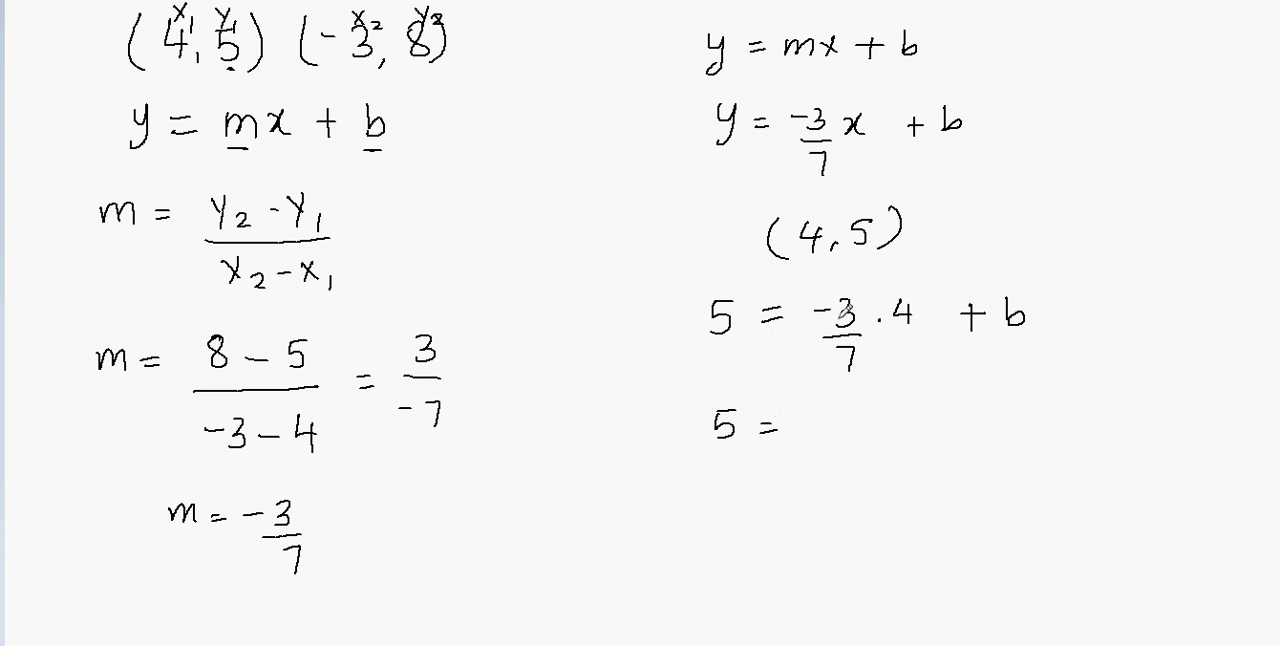 (4, 5) (-3, 8)
x₁ y₁ x₂ y₂
y = mx + b
m = y₂ - y₁ / x₂ - x₁
m = 8 - 5 / -3 - 4 = 3 / -7
m = -3/7
y = mx + b
y = -3/7 x + b
(4, 5)
5 = -3/7 . 4 + b
5 =